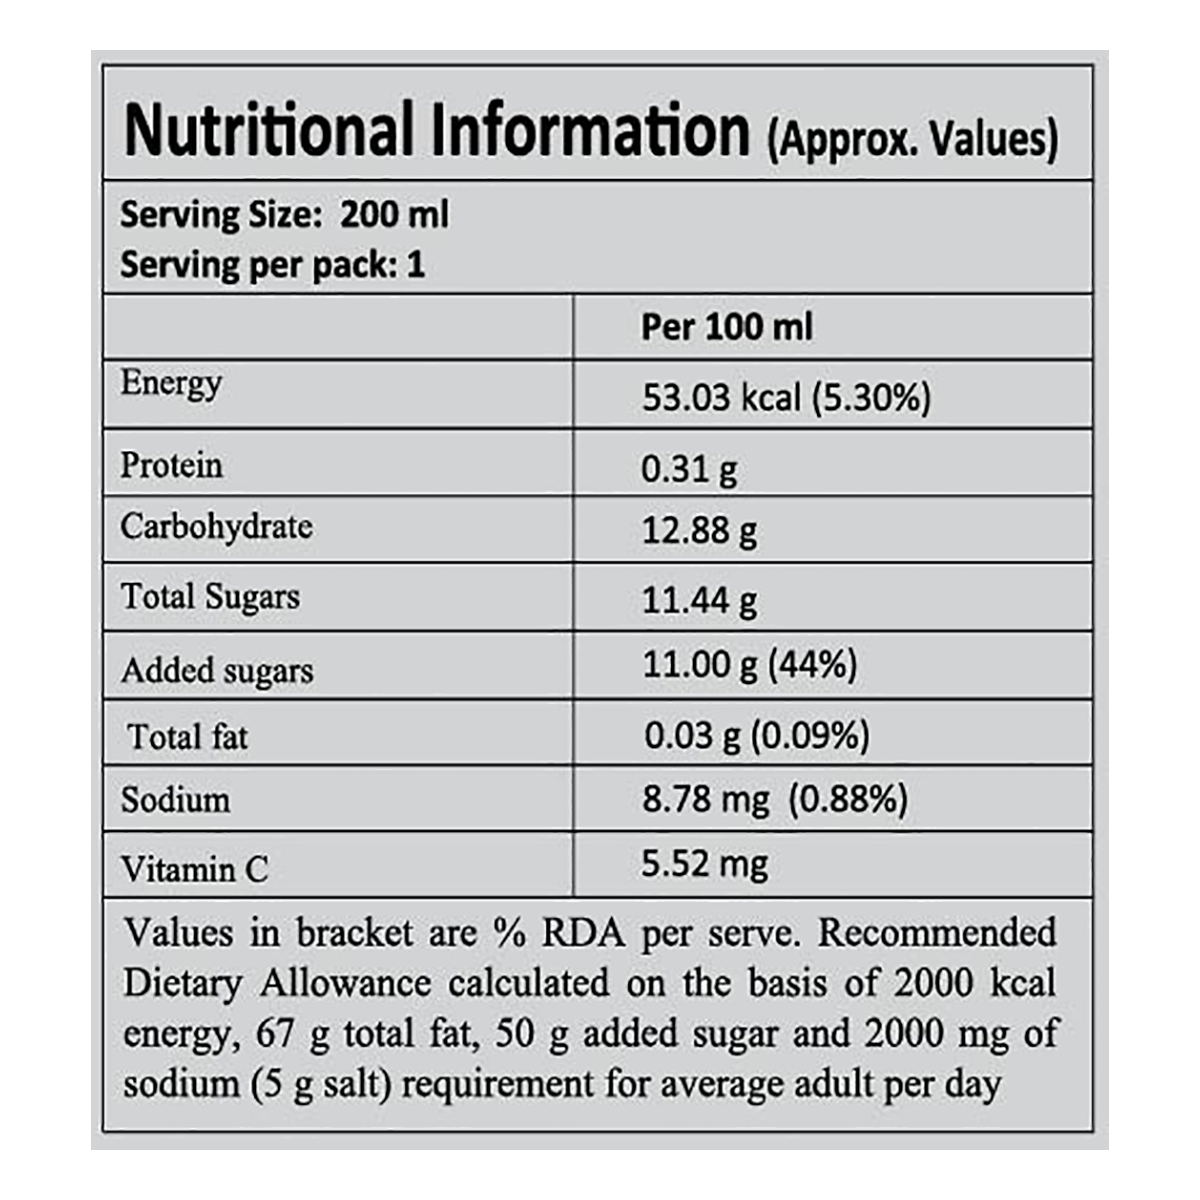 Nutritional Information (Approx. Values)
Serving Size: 200 ml
Serving per pack: 1
Per 100 ml
Energy 53.03 kcal (5.30%)
Protein 0.31 g
Carbohydrate 12.88 g
Total Sugars 11.44 g
Added sugars 11.00 g (44%)
Total fat 0.03 g (0.09%)
Sodium 8.78 mg (0.88%)
Vitamin C 5.52 mg
Values in bracket are % RDA per serve. Recommended
Dietary Allowance calculated on the basis of 2000 kcal
energy, 67 g total fat, 50 g added sugar and 2000 mg of
sodium (5 g salt) requirement for average adult per day